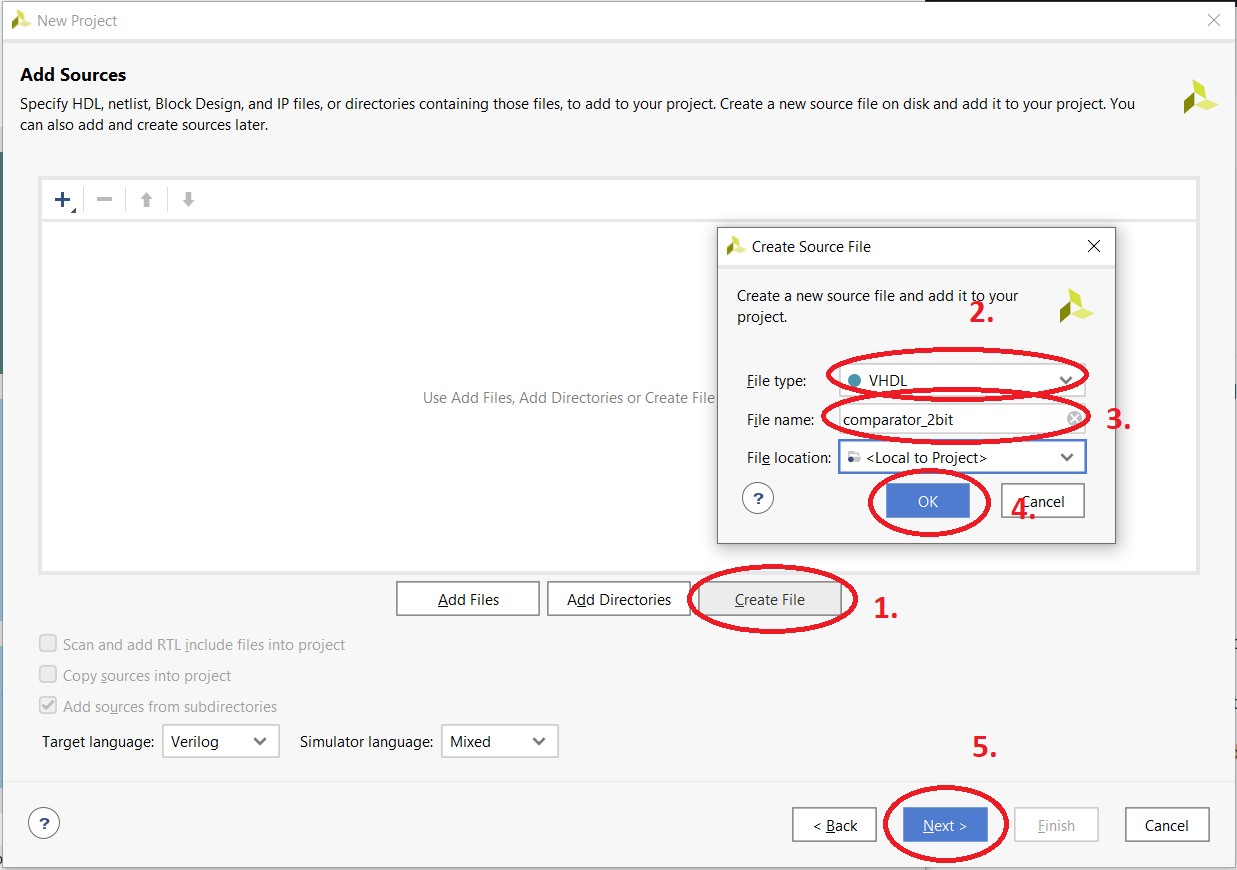 New Project
Add Sources
Specify HDL, netlist, Block Design, and IP files, or directories containing those files, to add to your project. Create a new source file on disk and add it to your project. You
can also add and create sources later.
Create Source File
Create a new source file and add it to your
project.
2.
File type:
VHDL
Use Add Files, Add Directories or Create File
File name:
comparator_2bit
3.
File location:
<Local to Project>
?
OK
Cancel
4.
Add Files
Add Directories
Create File
1.
Scan and add RTL include files into project
Copy sources into project
Add sources from subdirectories
Target language:
Verilog
Simulator language:
Mixed
5.
?
< Back
Next >
Finish
Cancel